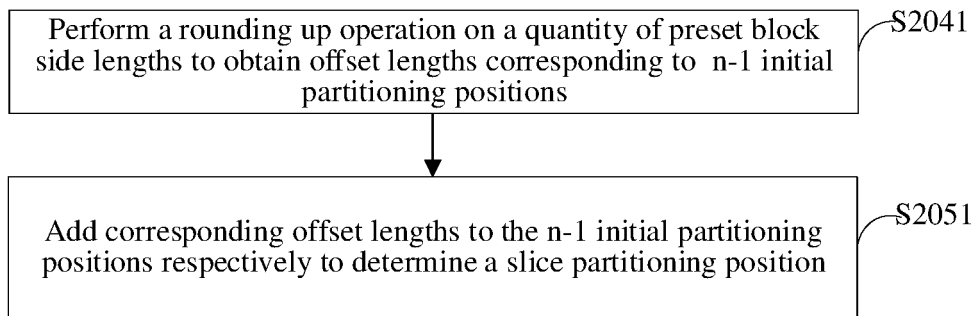 Perform a rounding up operation on a quantity of preset block
side lengths to obtain offset lengths corresponding to n-1 initial
partitioning positions
S2041
Add corresponding offset lengths to the n-1 initial partitioning
positions respectively to determine a slice partitioning position
S2051